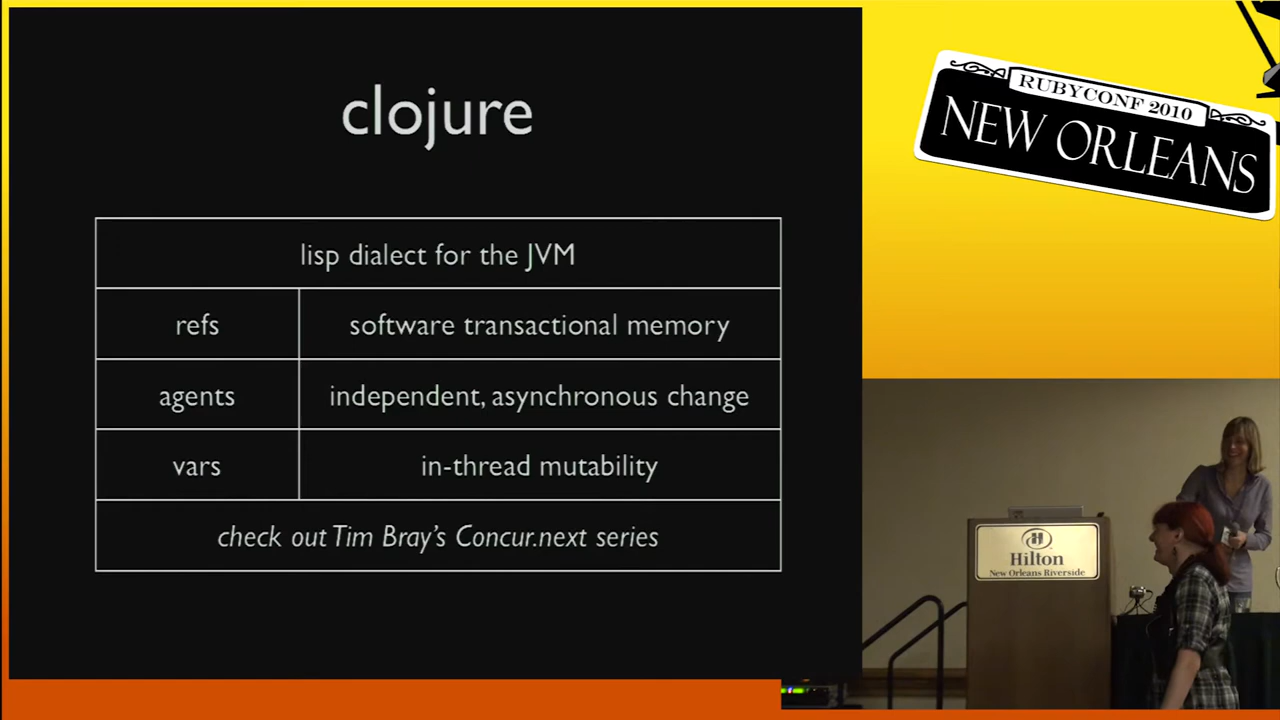 clojure
lisp dialect for the JVM
refs
software transactional memory
agents
independent, asynchronous change
vars
in-thread mutability
check out Tim Bray's Concur.next series
RUBYCONF 2010
NEW ORLEANS
Hilton
New Orleans Riverside